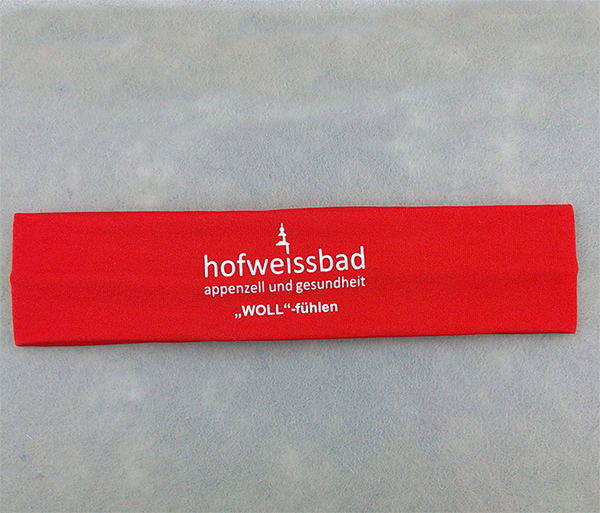 hofweissbad
appenzell und gesundheit
„WOLL“-fühlen